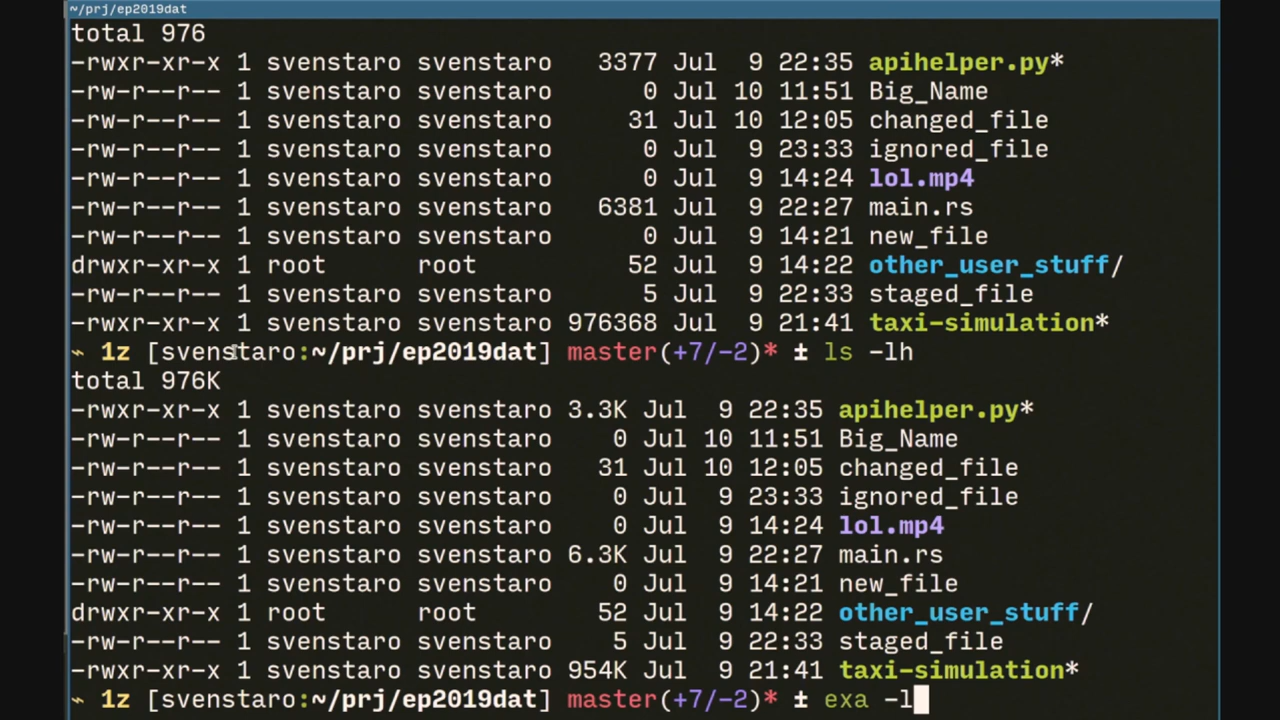 ~/prj/ep2019dat
total 976
-rwxr-xr-x 1 svenstaro svenstaro   3377 Jul  9 22:35 apihelper.py*
-rw-r--r-- 1 svenstaro svenstaro      0 Jul 10 11:51 Big_Name
-rw-r--r-- 1 svenstaro svenstaro     31 Jul 10 12:05 changed_file
-rw-r--r-- 1 svenstaro svenstaro      0 Jul  9 23:33 ignored_file
-rw-r--r-- 1 svenstaro svenstaro      0 Jul  9 14:24 lol.mp4
-rw-r--r-- 1 svenstaro svenstaro   6381 Jul  9 22:27 main.rs
-rw-r--r-- 1 svenstaro svenstaro      0 Jul  9 14:21 new_file
drwxr-xr-x 1 root      root          52 Jul  9 14:22 other_user_stuff/
-rw-r--r-- 1 svenstaro svenstaro      5 Jul  9 22:33 staged_file
-rwxr-xr-x 1 svenstaro svenstaro 976368 Jul  9 21:41 taxi-simulation*
~ 1z [svenstaro:~/prj/ep2019dat] master(+7/-2)* ± ls -lh
total 976K
-rwxr-xr-x 1 svenstaro svenstaro 3.3K Jul  9 22:35 apihelper.py*
-rw-r--r-- 1 svenstaro svenstaro    0 Jul 10 11:51 Big_Name
-rw-r--r-- 1 svenstaro svenstaro   31 Jul 10 12:05 changed_file
-rw-r--r-- 1 svenstaro svenstaro    0 Jul  9 23:33 ignored_file
-rw-r--r-- 1 svenstaro svenstaro    0 Jul  9 14:24 lol.mp4
-rw-r--r-- 1 svenstaro svenstaro 6.3K Jul  9 22:27 main.rs
-rw-r--r-- 1 svenstaro svenstaro    0 Jul  9 14:21 new_file
drwxr-xr-x 1 root      root        52 Jul  9 14:22 other_user_stuff/
-rw-r--r-- 1 svenstaro svenstaro    5 Jul  9 22:33 staged_file
-rwxr-xr-x 1 svenstaro svenstaro 954K Jul  9 21:41 taxi-simulation*
~ 1z [svenstaro:~/prj/ep2019dat] master(+7/-2)* ± exa -l